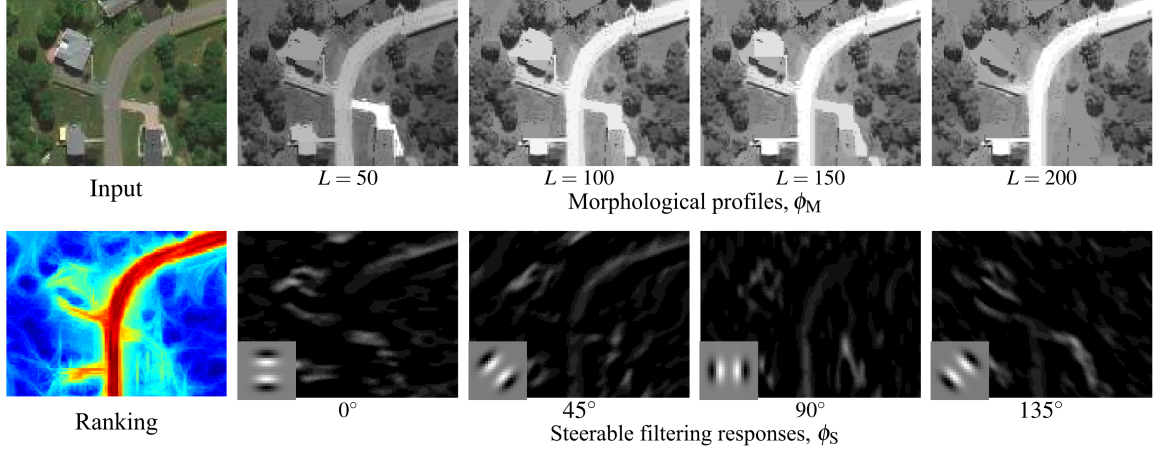 Input
L = 50
L = 100
L = 150
L = 200
Morphological profiles, ϕM
Ranking
0°
45°
90°
135°
Steerable filtering responses, ϕS